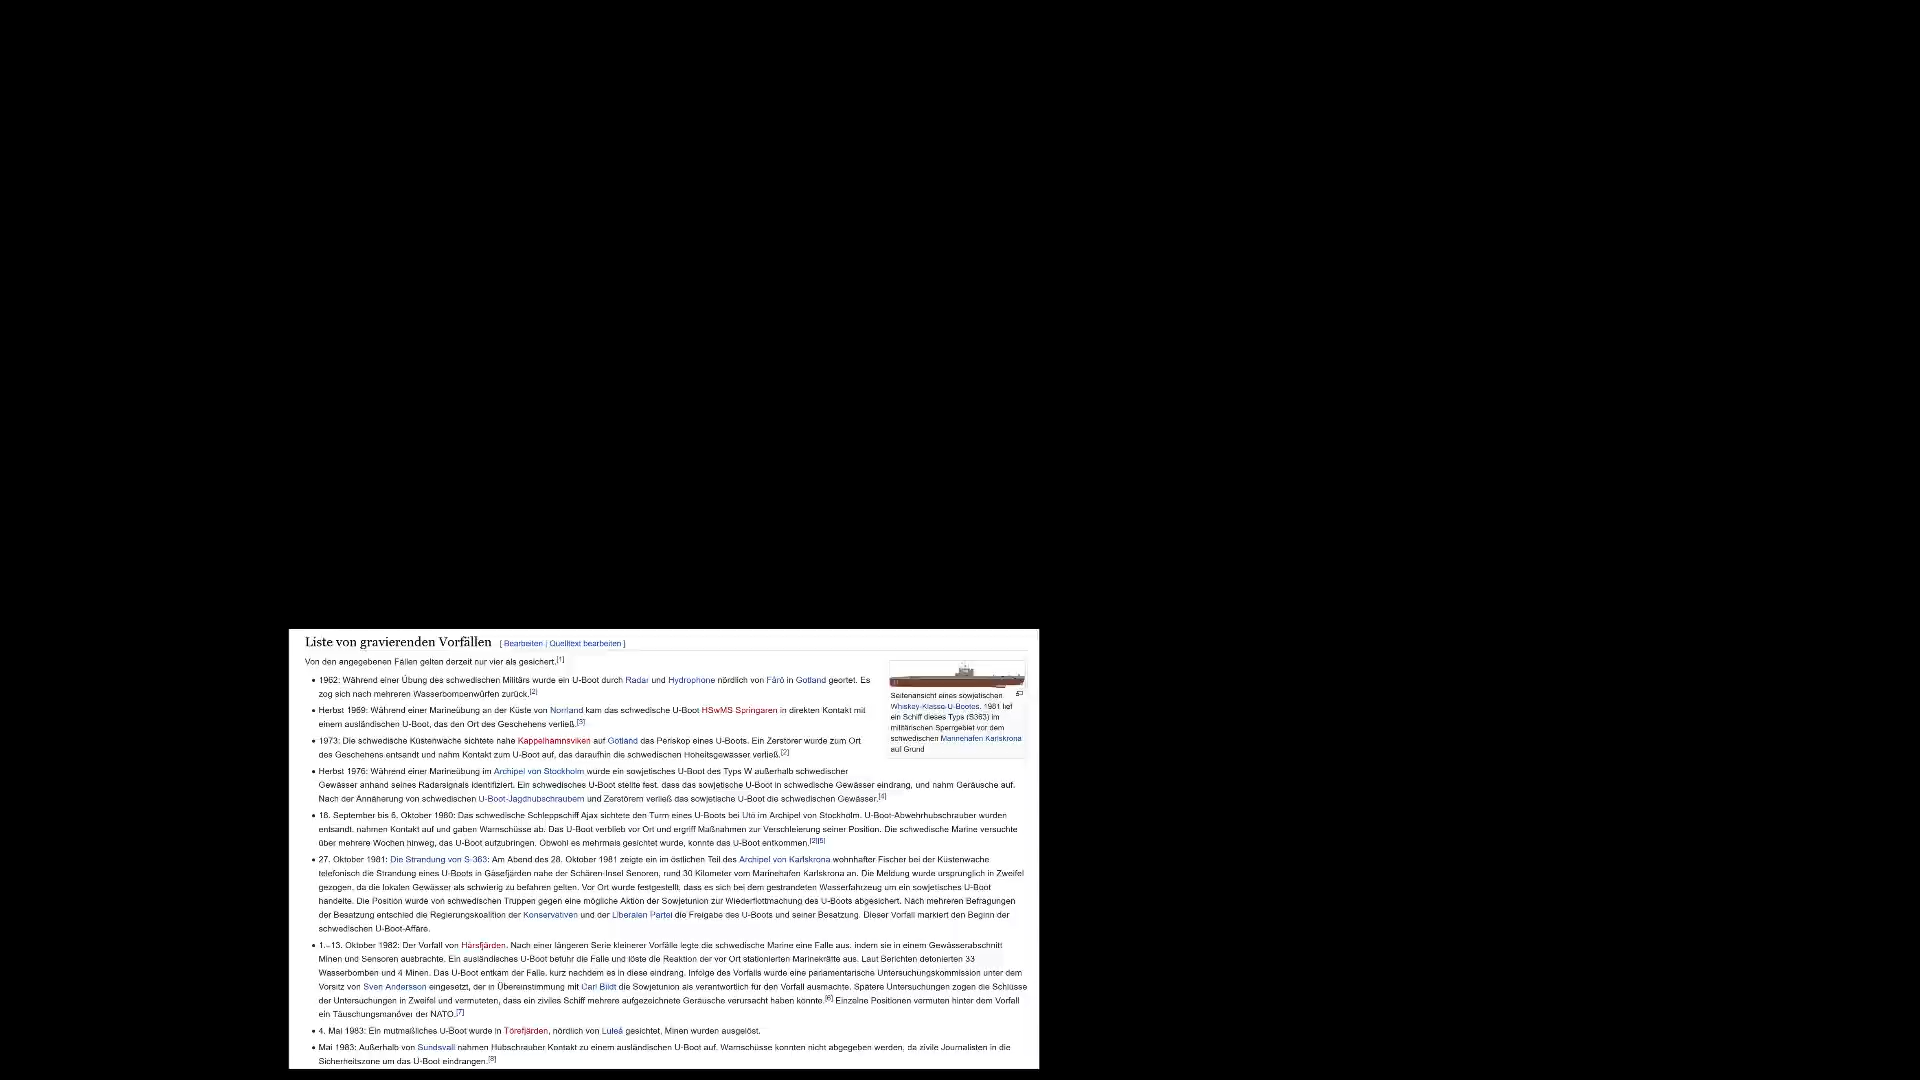 Liste von gravierenden Vorfällen [ Bearbeiten | Quelltext bearbeiten ]
Von den angegebenen Fällen gelten derzeit nur vier als gesichert.[1]
• 1962: Während einer Übung des schwedischen Militärs wurde ein U-Boot durch Radar und Hydrophone nördlich von Fårö in Gotland geortet. Es
zog sich nach mehreren Wasserbombenwürfen zurück.[2]
• Herbst 1969: Während einer Marineübung an der Küste von Norrland kam das schwedische U-Boot HSwMS Springaren in direkten Kontakt mit
einem ausländischen U-Boot, das den Ort des Geschehens verließ.[3]
• 1973: Die schwedische Küstenwache sichtete nahe Kappelhamnsviken auf Gotland das Periskop eines U-Boots. Ein Zerstörer wurde zum Ort
des Geschehens entsandt und nahm Kontakt zum U-Boot auf, das daraufhin die schwedischen Hoheitsgewässer verließ.[2]
Seitenansicht eines sowjetischen
Whiskey-Klasse-U-Bootes. 1981 lief
ein Schiff dieses Typs (S363) im
militärischen Sperrgebiet vor dem
schwedischen Marinehafen Karlskrona
auf Grund
• Herbst 1976: Während einer Marineübung im Archipel von Stockholm wurde ein sowjetisches U-Boot des Typs W außerhalb schwedischer
Gewässer anhand seines Radarsignals identifiziert. Ein schwedisches U-Boot stellte fest, dass das sowjetische U-Boot in schwedische Gewässer eindrang, und nahm Geräusche auf.
Nach der Annäherung von schwedischen U-Boot-Jagdhubschraubern und Zerstörern verließ das sowjetische U-Boot die schwedischen Gewässer.[4]
• 18. September bis 6. Oktober 1980: Das schwedische Schleppschiff Ajax sichtete den Turm eines U-Boots bei Utö im Archipel von Stockholm. U-Boot-Abwehrhubschrauber wurden
entsandt, nahmen Kontakt auf und gaben Warnschüsse ab. Das U-Boot verblieb vor Ort und ergriff Maßnahmen zur Verschleierung seiner Position. Die schwedische Marine versuchte
über mehrere Wochen hinweg, das U-Boot aufzubringen. Obwohl es mehrmals gesichtet wurde, konnte das U-Boot entkommen.[2][5]
• 27. Oktober 1981: Die Strandung von S-363: Am Abend des 28. Oktober 1981 zeigte ein im östlichen Teil des Archipel von Karlskrona wohnhafter Fischer bei der Küstenwache
telefonisch die Strandung eines U-Boots in Gåsefjärden nahe der Schären-Insel Senoren, rund 30 Kilometer vom Marinehafen Karlskrona an. Die Meldung wurde ursprünglich in Zweifel
gezogen, da die lokalen Gewässer als schwierig zu befahren gelten. Vor Ort wurde festgestellt, dass es sich bei dem gestrandeten Wasserfahrzeug um ein sowjetisches U-Boot
handelte. Die Position wurde von schwedischen Truppen gegen eine mögliche Aktion der Sowjetunion zur Wiederflottmachung des U-Boots abgesichert. Nach mehreren Befragungen
der Besatzung entschied die Regierungskoalition der Konservativen und der Liberalen Partei die Freigabe des U-Boots und seiner Besatzung. Dieser Vorfall markiert den Beginn der
schwedischen U-Boot-Affäre.
• 1.–13. Oktober 1982: Der Vorfall von Hårsfjärden. Nach einer längeren Serie kleinerer Vorfälle legte die schwedische Marine eine Falle aus, indem sie in einem Gewässerabschnitt
Minen und Sensoren ausbrachte. Ein ausländisches U-Boot befuhr die Falle und löste die Reaktion der vor Ort stationierten Marinekräfte aus. Laut Berichten detonierten 33
Wasserbomben und 4 Minen. Das U-Boot entkam der Falle, kurz nachdem es in diese eindrang. Infolge des Vorfalls wurde eine parlamentarische Untersuchungskommission unter dem
Vorsitz von Sven Andersson eingesetzt, der in Übereinstimmung mit Carl Bildt die Sowjetunion als verantwortlich für den Vorfall ausmachte. Spätere Untersuchungen zogen die Schlüsse
der Untersuchungen in Zweifel und vermuteten, dass ein ziviles Schiff mehrere aufgezeichnete Geräusche verursacht haben könnte.[6] Einzelne Positionen vermuten hinter dem Vorfall
ein Täuschungsmanöver der NATO.[7]
• 4. Mai 1983: Ein mutmaßliches U-Boot wurde in Törefjärden, nördlich von Luleå gesichtet, Minen wurden ausgelöst.
• Mai 1983: Außerhalb von Sundsvall nahmen Hubschrauber Kontakt zu einem ausländischen U-Boot auf. Warnschüsse konnten nicht abgegeben werden, da zivile Journalisten in die
Sicherheitszone um das U-Boot eindrangen.[8]